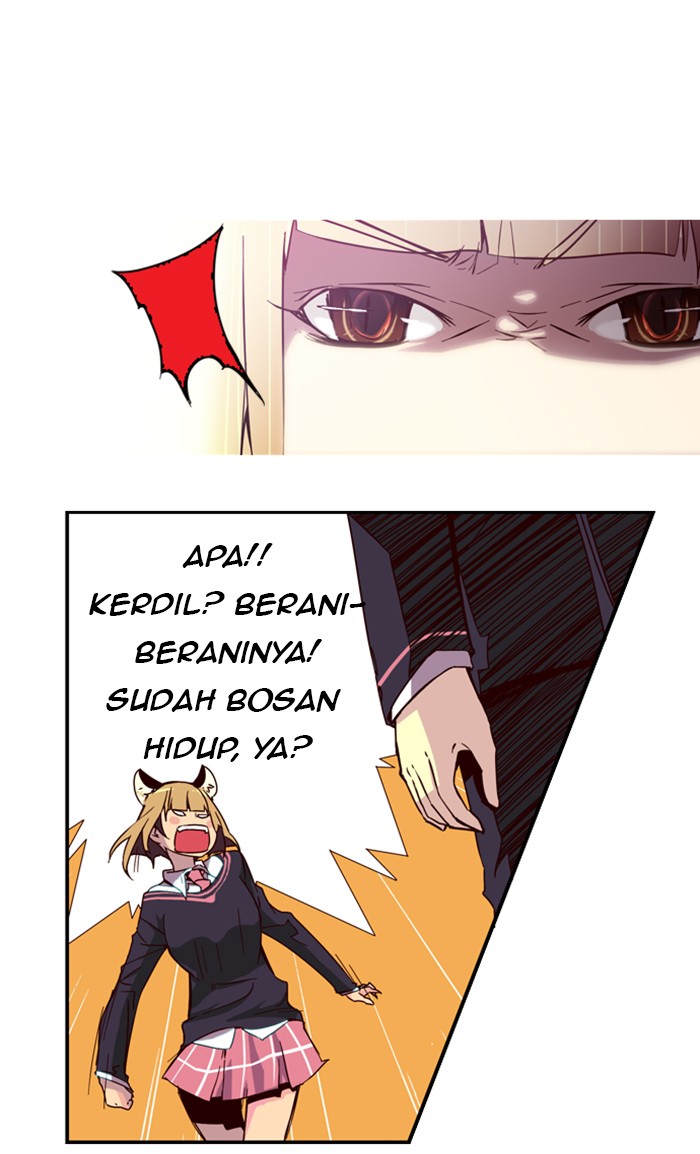 APA!!
KERDIL? BERANI-
BERANINYA!
SUDAH BOSAN
HIDUP, YA?